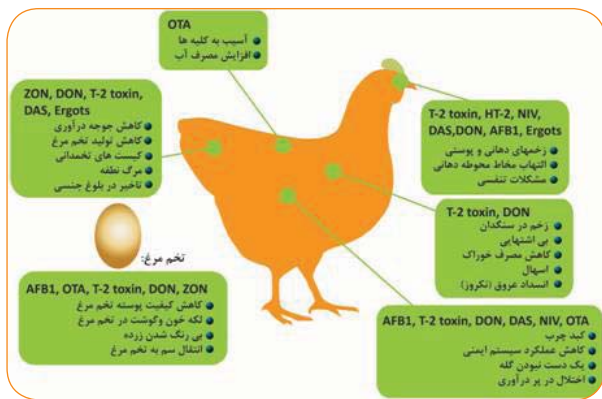 OTA
آسیب به کلیه ها
افزایش مصرف آب
ZON, DON, T-2 toxin,
DAS, Ergots
کاهش جوجه درآوری
کاهش تولید تخم مرغ
کیست های تخمدانی
مرگ نطفه
تاخیر در بلوغ جنسی
T-2 toxin, HT-2, NIV,
DAS,DON, AFB1, Ergots
زخمهای دهانی و پوستی
التهاب مخاط محوطه دهانی
مشکلات تنفسی
T-2 toxin, DON
زخم در سنگدان
بی اشتهایی
کاهش مصرف خوراک
اسهال
انسداد عروق (نکروز)
تخم مرغ:
AFB1, OTA, T-2 toxin, DON, ZON
کاهش کیفیت پوسته تخم مرغ
لکه خون وگوشت در تخم مرغ
بی رنگ شدن زرده
انتقال سم به تخم مرغ
AFB1, T-2 toxin, DON, DAS, NIV, OTA
کبد چرب
کاهش عملکرد سیستم ایمنی
یک دست نبودن گله
اختلال در پر درآوری